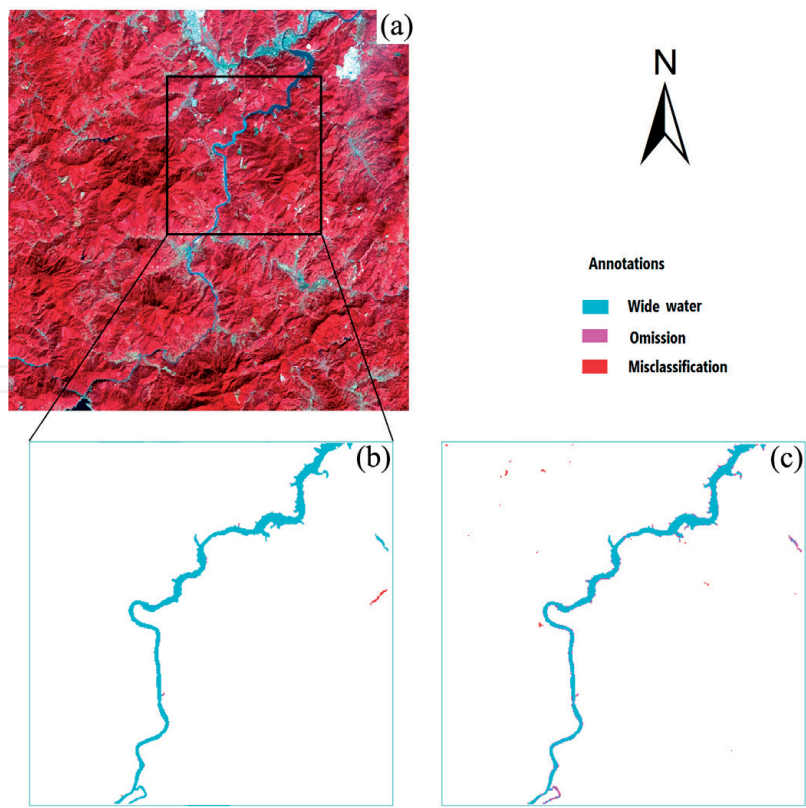 (a)
N
Annotations
Wide water
Omission
Misclassification
(b)
(c)